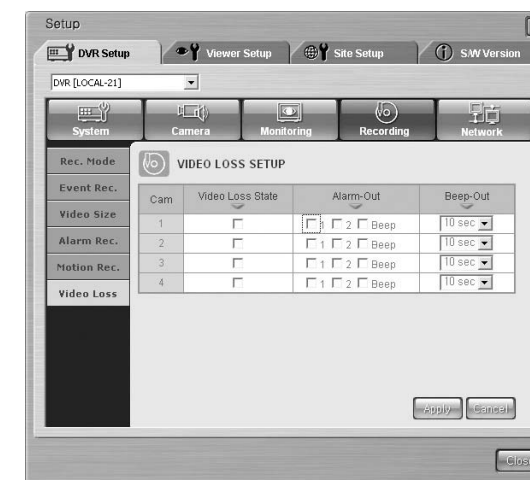 Setup
DVR Setup Viewer Setup Site Setup S/W Version
DVR [LOCAL-21]
System Camera Monitoring Recording Network
Rec. Mode
Event Rec.
Video Size
Alarm Rec.
Motion Rec.
Video Loss
VIDEO LOSS SETUP
Cam Video Loss State Alarm-Out Beep-Out
1 1 2 Beep 10 sec
2 1 2 Beep 10 sec
3 1 2 Beep 10 sec
4 1 2 Beep 10 sec
Apply Cancel